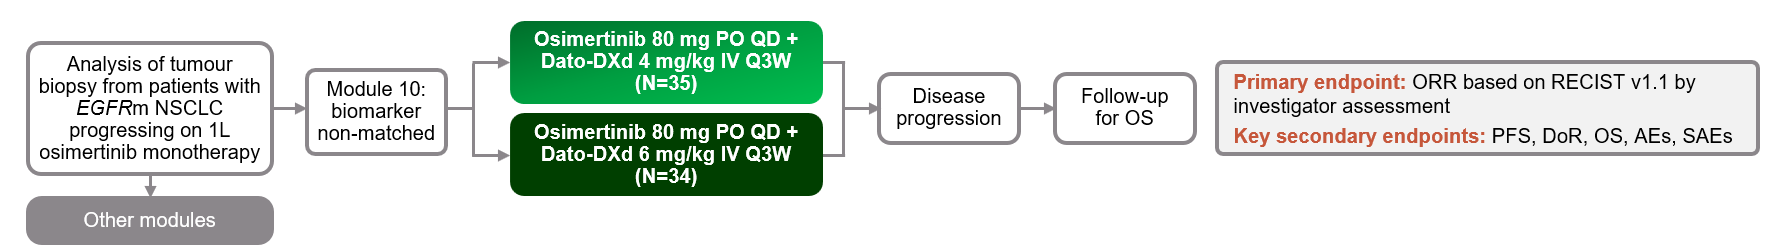 Analysis of tumour
biopsy from patients with
EGFRm NSCLC
progressing on 1L
osimertinib monotherapy
Other modules
Module 10:
biomarker
non-matched
Osimertinib 80 mg PO QD +
Dato-DXd 4 mg/kg IV Q3W
(N=35)
Osimertinib 80 mg PO QD +
Dato-DXd 6 mg/kg IV Q3W
(N=34)
Disease
progression
Follow-up
for OS
Primary endpoint: ORR based on RECIST v1.1 by
investigator assessment
Key secondary endpoints: PFS, DoR, OS, AEs, SAEs